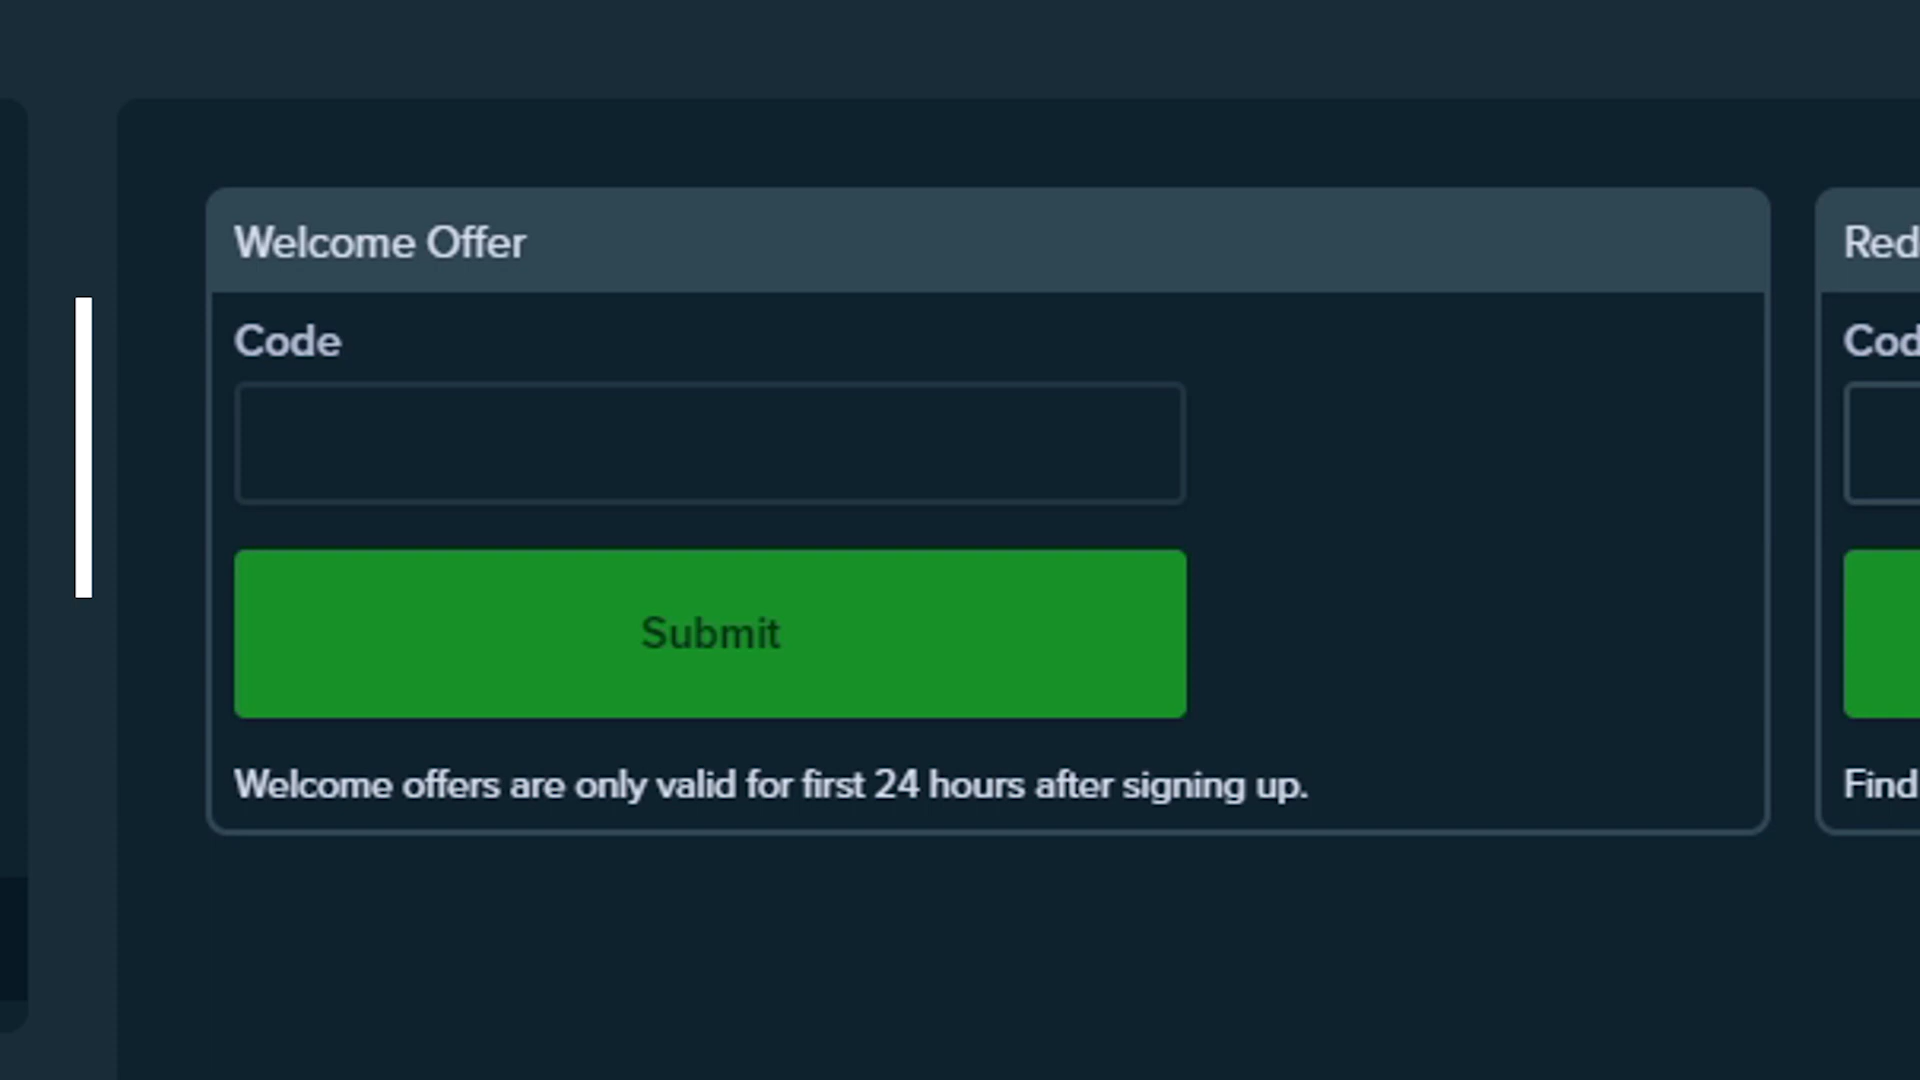 Welcome Offer
Code
Submit
Welcome offers are only valid for first 24 hours after signing up.
Red
Cod
Find